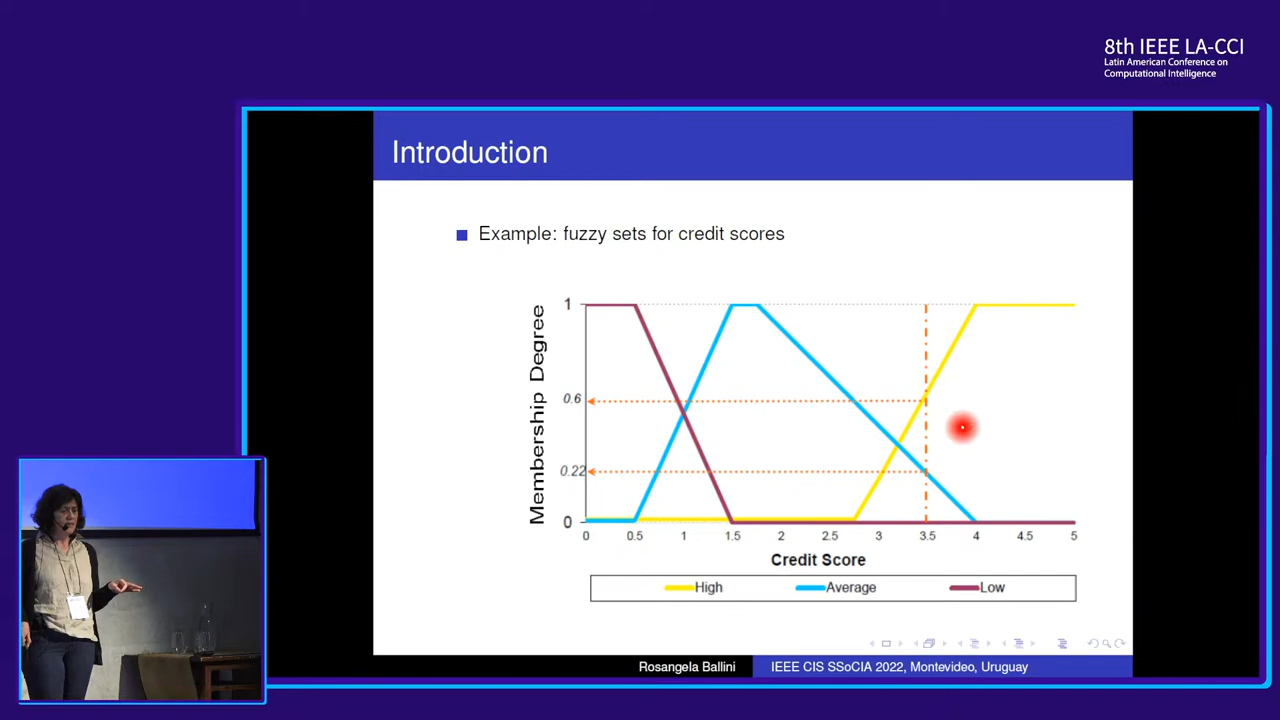 8th IEEE LA-CCI
Latin American Conference on
Computational Intelligence
Introduction
Example: fuzzy sets for credit scores
Membership Degree
1
0.6
0.22
0
0 0.5 1 1.5 2 2.5 3 3.5 4 4.5 5
Credit Score
High Average Low
Rosangela Ballini IEEE CIS SSoCIA 2022, Montevideo, Uruguay